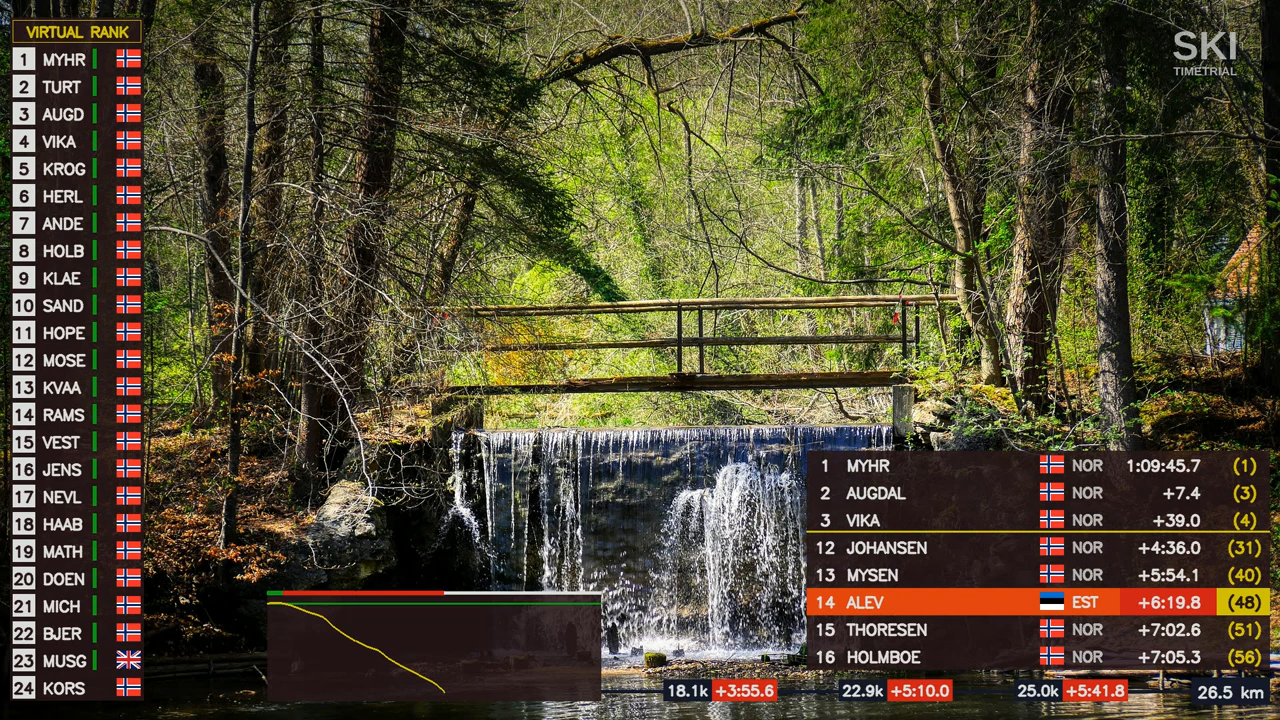 VIRTUAL RANK
1 MYHR
2 TURT
3 AUGD
4 VIKA
5 KROG
6 HERL
7 ANDE
8 HOLB
9 KLAE
10 SAND
11 HOPE
12 MOSE
13 KVAA
14 RAMS
15 VEST
16 JENS
17 NEVL
18 HAAB
19 MATH
20 DOEN
21 MICH
22 BJER
23 MUSG
24 KORS
SKI
TIMETRIAL
1 MYHR NOR 1:09:45.7 (1)
2 AUGDAL NOR +7.4 (3)
3 VIKA NOR +39.0 (4)
12 JOHANSEN NOR +4:36.0 (31)
13 MYSEN NOR +5:54.1 (40)
14 ALEV EST +6:19.8 (48)
15 THORESEN NOR +7:02.6 (51)
16 HOLMBOE NOR +7:05.3 (56)
18.1k +3:55.6 22.9k +5:10.0 25.0k +5:41.8 26.5 km